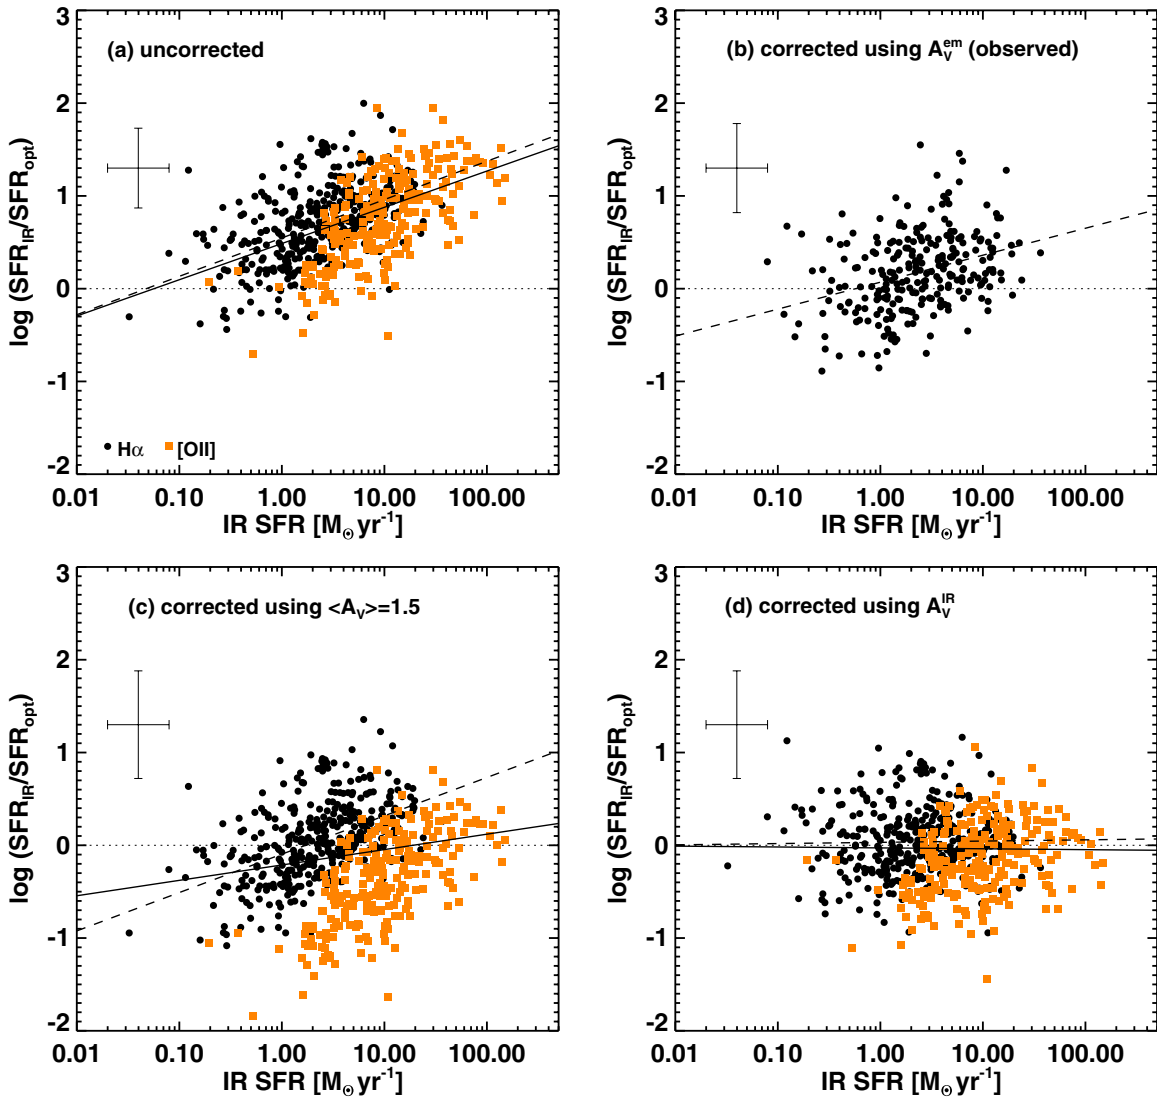 (a) uncorrected
3
2
1
0
-1
-2
log (SFR_IR/SFR_opt)
Hα [OII]
0.01 0.10 1.00 10.00 100.00
IR SFR [M_⊙ yr⁻¹]
(b) corrected using A_V^em (observed)
3
2
1
0
-1
-2
log (SFR_IR/SFR_opt)
0.01 0.10 1.00 10.00 100.00
IR SFR [M_⊙ yr⁻¹]
(c) corrected using <A_V>=1.5
3
2
1
0
-1
-2
log (SFR_IR/SFR_opt)
0.01 0.10 1.00 10.00 100.00
IR SFR [M_⊙ yr⁻¹]
(d) corrected using A_V^IR
3
2
1
0
-1
-2
log (SFR_IR/SFR_opt)
0.01 0.10 1.00 10.00 100.00
IR SFR [M_⊙ yr⁻¹]